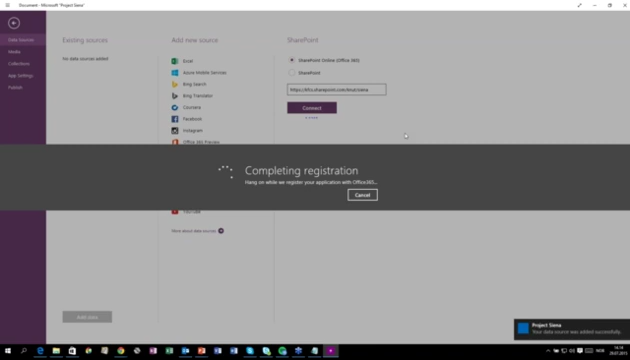 Document - Microsoft "Project Siena"
Data Sources
Media
Collections
App Settings
Publish
Existing sources
No data sources added
Add data
Add new source
Excel
Azure Mobile Services
Bing Search
Bing Translator
Coursera
Facebook
Instagram
Office 365 Preview
YouTube
More about data sources
SharePoint
SharePoint Online (Office 365)
SharePoint
Connect
Completing registration
Hang on while we register your application with Office365...
Cancel
Project Siena
Your data source was added successfully.
NOR